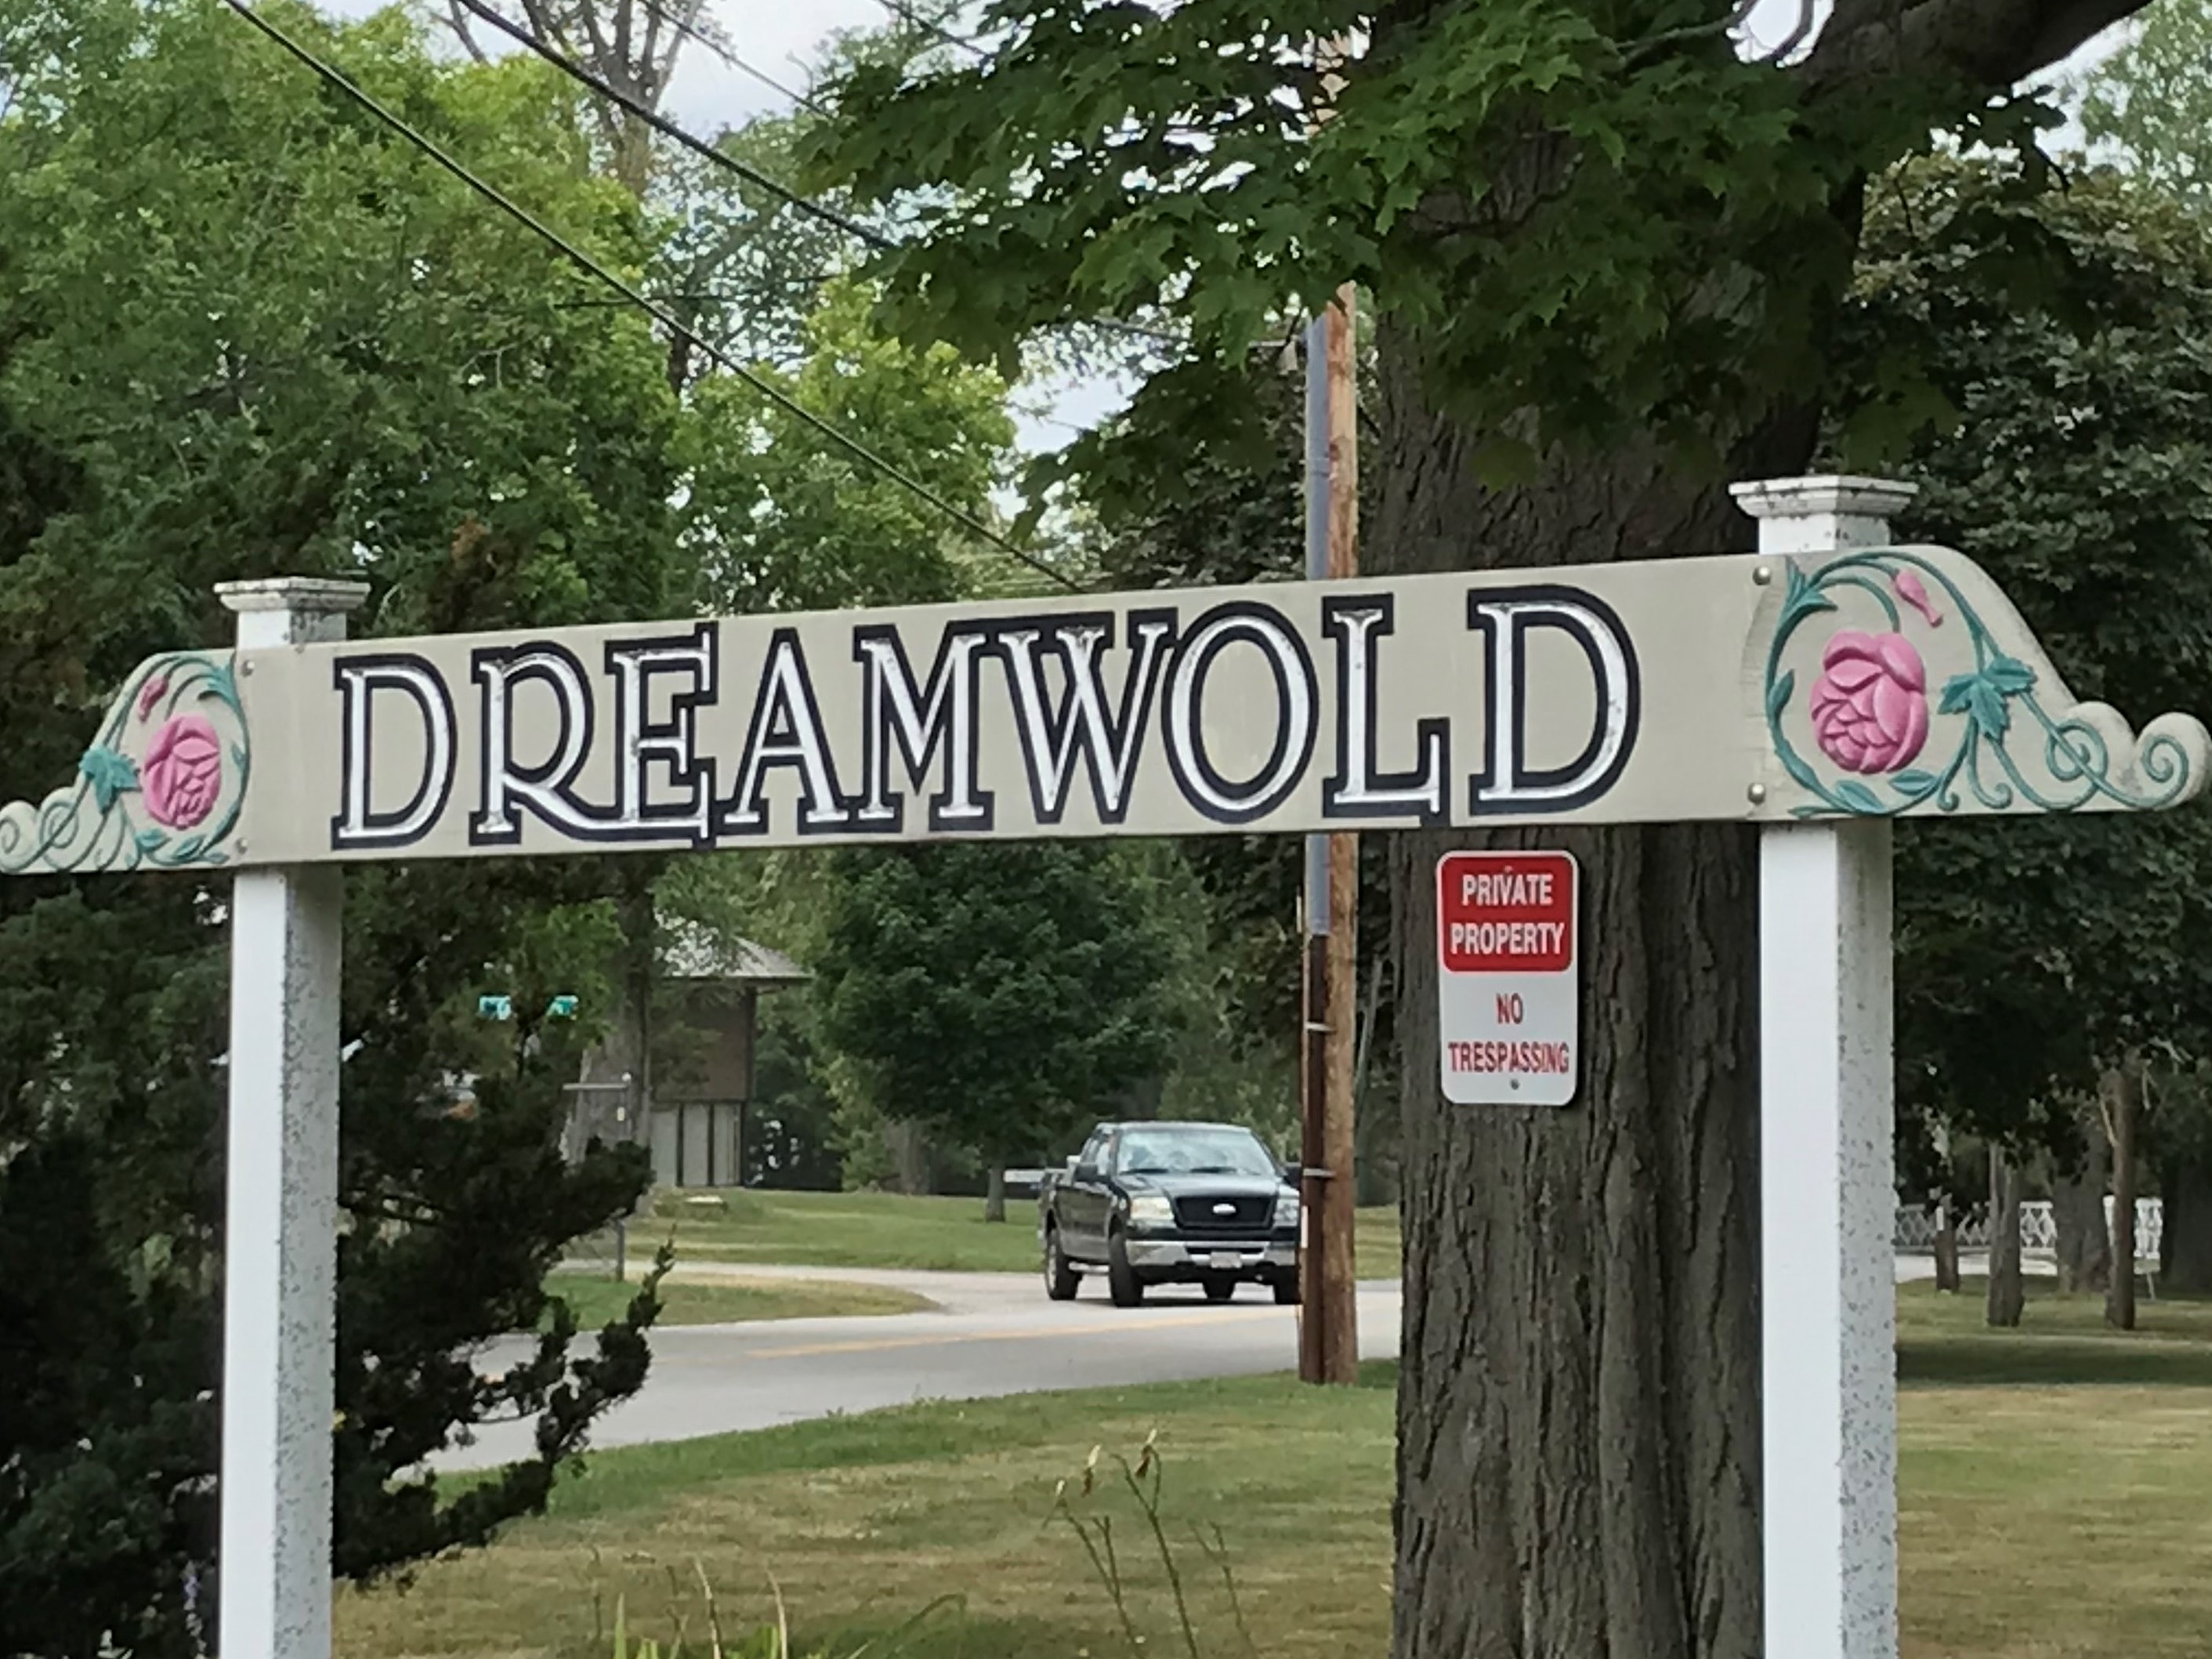 DREAMWOLD
PRIVATE
PROPERTY
NO
TRESPASSING